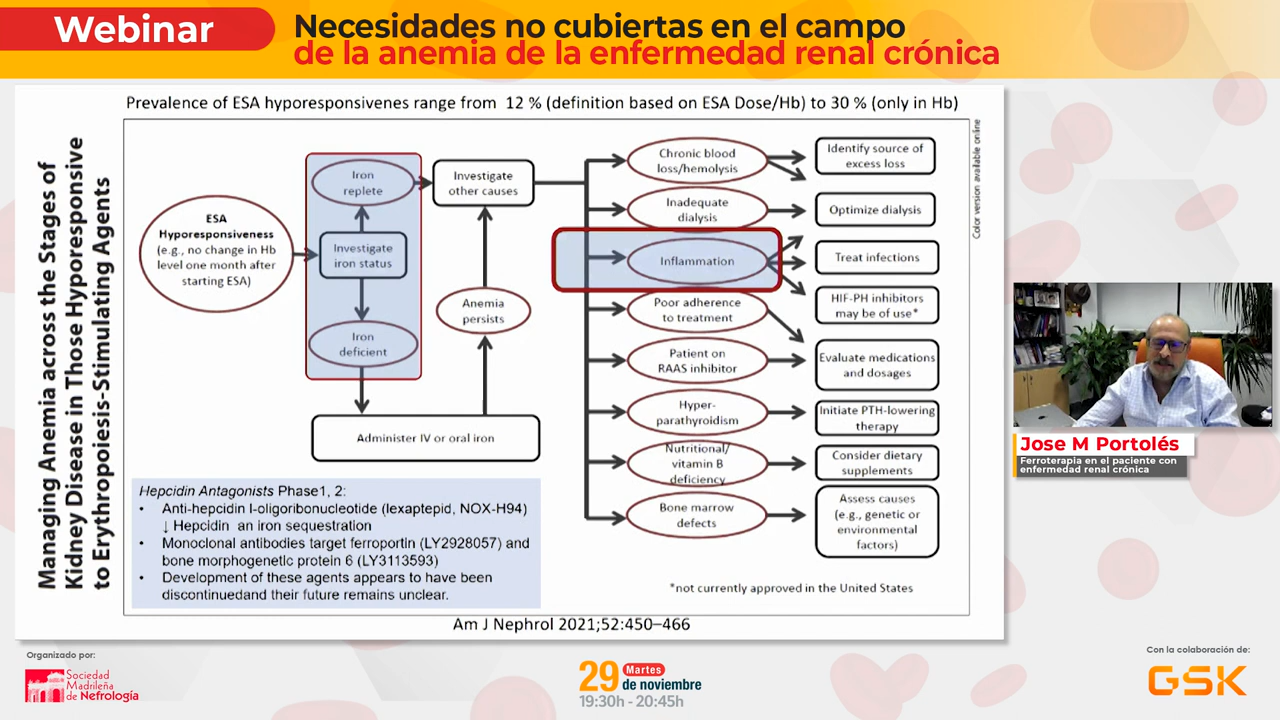 Webinar
Necesidades no cubiertas en el campo
de la anemia de la enfermedad renal crónica
Prevalence of ESA hyporesponsivenes range from 12 % (definition based on ESA Dose/Hb) to 30 % (only in Hb)
Managing Anemia across the Stages of
Kidney Disease in Those Hyporesponsive
to Erythropoiesis-Stimulating Agents
ESA
Hyporesponsiveness
(e.g., no change in Hb
level one month after
starting ESA)
Iron
replete
Investigate
iron status
Iron
deficient
Administer IV or oral iron
Investigate
other causes
Anemia
persists
Chronic blood
loss/hemolysis
Inadequate
dialysis
Inflammation
Poor adherence
to treatment
Patient on
RAAS inhibitor
Hyper-
parathyroidism
Nutritional/
vitamin B
deficiency
Bone marrow
defects
Identify source of
excess loss
Optimize dialysis
Treat infections
HIF-PH inhibitors
may be of use*
Evaluate medications
and dosages
Initiate PTH-lowering
therapy
Consider dietary
supplements
Assess causes
(e.g., genetic or
environmental
factors)
Color version available online
Hepcidin Antagonists Phase1, 2:
• Anti-hepcidin l-oligoribonucleotide (lexaptepid, NOX-H94)
↓ Hepcidin an iron sequestration
• Monoclonal antibodies target ferroportin (LY2928057) and
bone morphogenetic protein 6 (LY3113593)
• Development of these agents appears to have been
discontinuedand their future remains unclear.
*not currently approved in the United States
Am J Nephrol 2021;52:450–466
Jose M Portolés
Ferroterapia en el paciente con
enfermedad renal crónica
Organizado por:
Sociedad
Madrileña
de Nefrología
29 Martes
de noviembre
19:30h - 20:45h
Con la colaboración de:
GSK